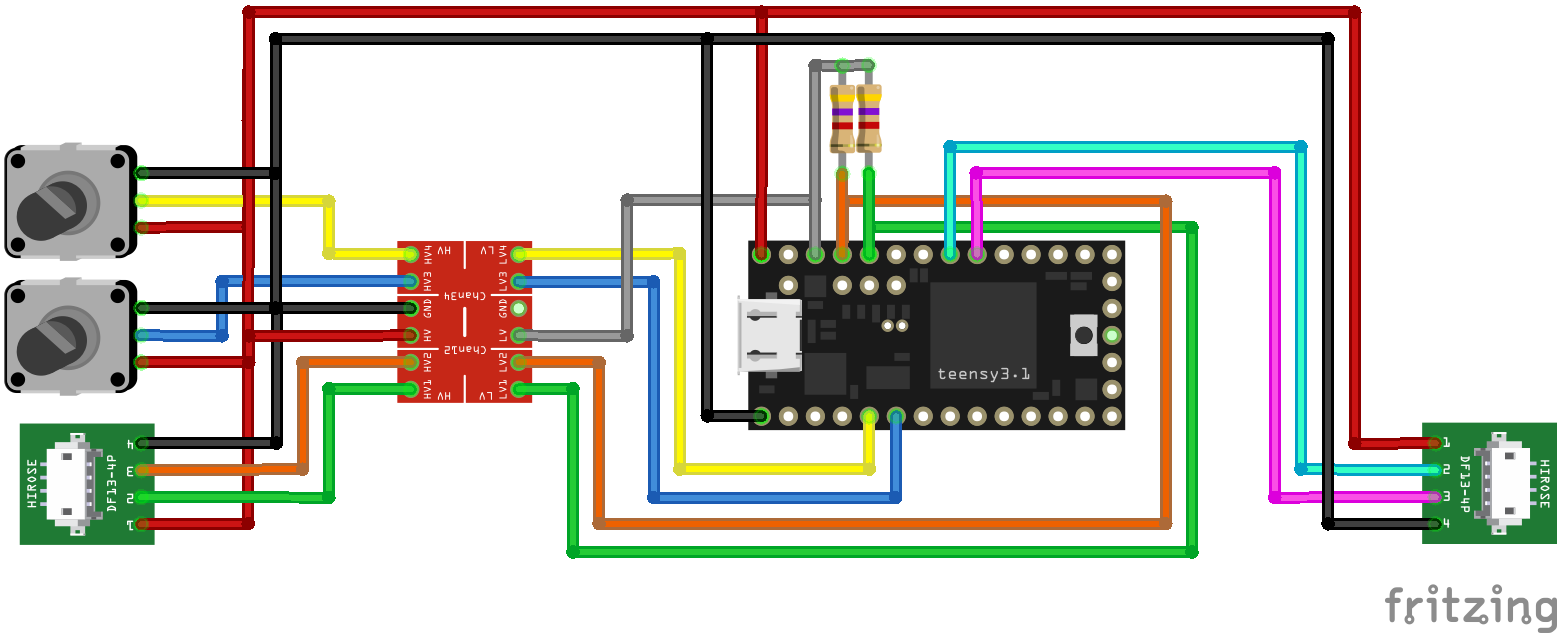 HV4
HV
LV
LV4
HV3
LV3
Chan34
GND
GND
HV
LV
Chan12
HV2
LV2
HV1
HV
LV
LV1
teensy3.1
HIROSE
DF13-4P
4
3
2
1
1
2
3
4
DF13-4P
HIROSE
fritzing